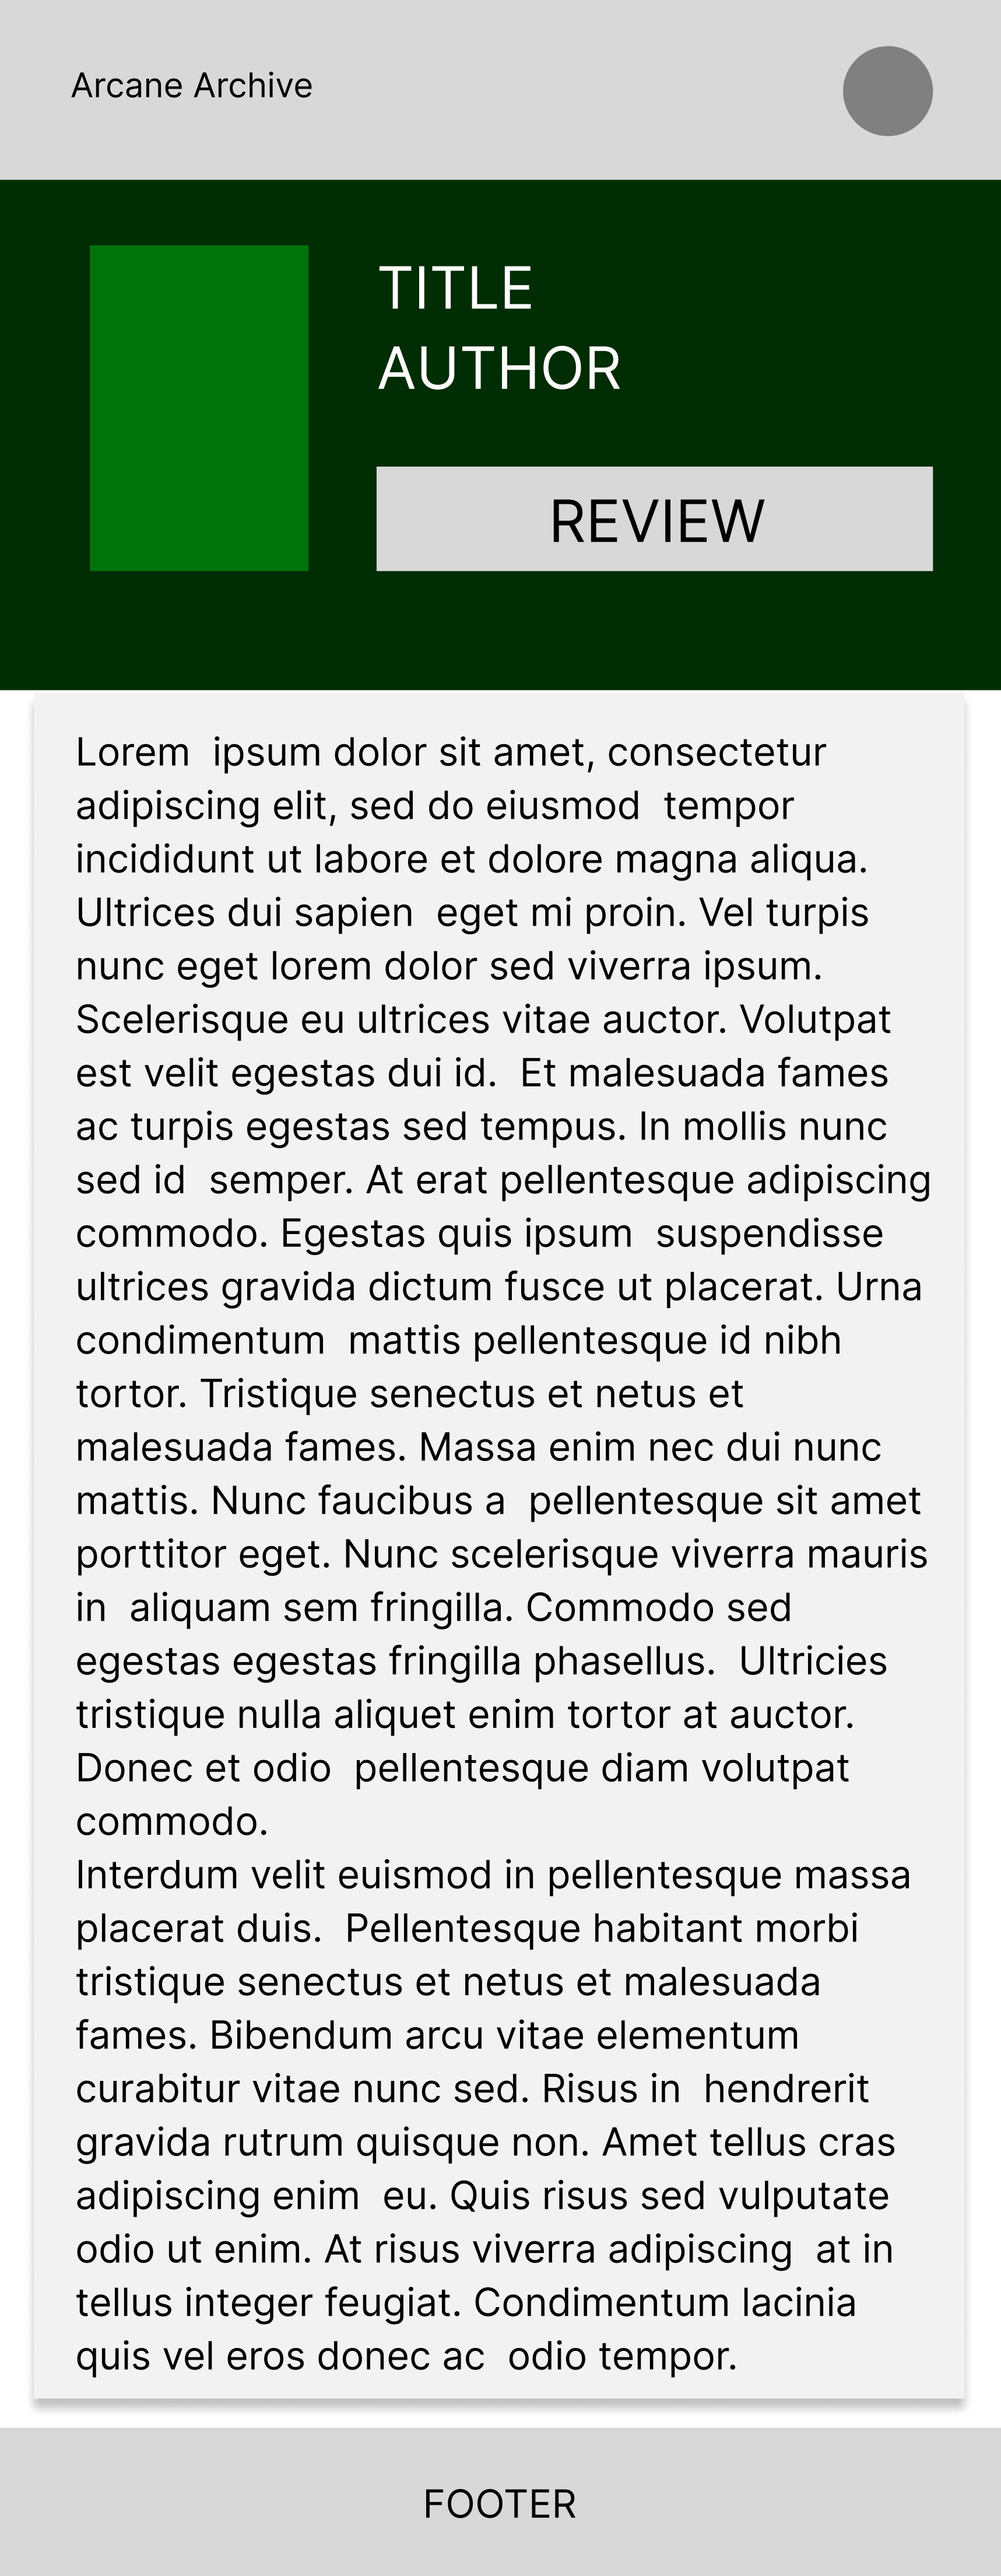 Arcane Archive
TITLE
AUTHOR
REVIEW
Lorem  ipsum dolor sit amet, consectetur
adipiscing elit, sed do eiusmod  tempor
incididunt ut labore et dolore magna aliqua.
Ultrices dui sapien  eget mi proin. Vel turpis
nunc eget lorem dolor sed viverra ipsum.
Scelerisque eu ultrices vitae auctor. Volutpat
est velit egestas dui id.  Et malesuada fames
ac turpis egestas sed tempus. In mollis nunc
sed id  semper. At erat pellentesque adipiscing
commodo. Egestas quis ipsum  suspendisse
ultrices gravida dictum fusce ut placerat. Urna
condimentum  mattis pellentesque id nibh
tortor. Tristique senectus et netus et
malesuada fames. Massa enim nec dui nunc
mattis. Nunc faucibus a  pellentesque sit amet
porttitor eget. Nunc scelerisque viverra mauris
in  aliquam sem fringilla. Commodo sed
egestas egestas fringilla phasellus.  Ultricies
tristique nulla aliquet enim tortor at auctor.
Donec et odio  pellentesque diam volutpat
commodo.
Interdum velit euismod in pellentesque massa
placerat duis.  Pellentesque habitant morbi
tristique senectus et netus et malesuada
fames. Bibendum arcu vitae elementum
curabitur vitae nunc sed. Risus in  hendrerit
gravida rutrum quisque non. Amet tellus cras
adipiscing enim  eu. Quis risus sed vulputate
odio ut enim. At risus viverra adipiscing  at in
tellus integer feugiat. Condimentum lacinia
quis vel eros donec ac  odio tempor.
FOOTER